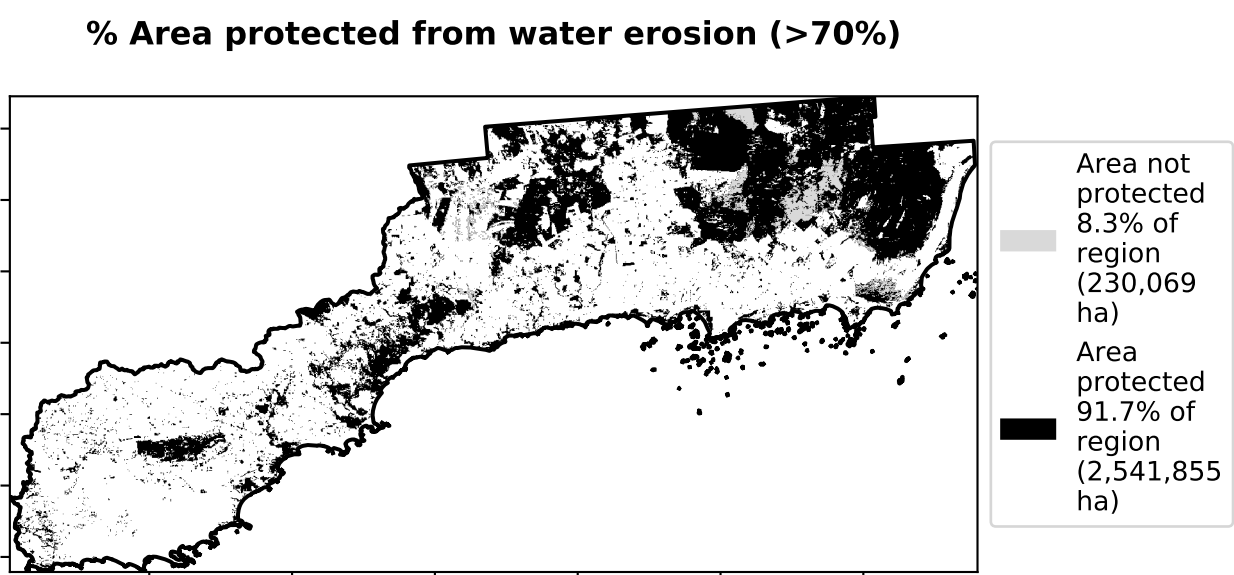 % Area protected from water erosion (>70%)
Area not
protected
8.3% of
region
(230,069
ha)
Area
protected
91.7% of
region
(2,541,855
ha)